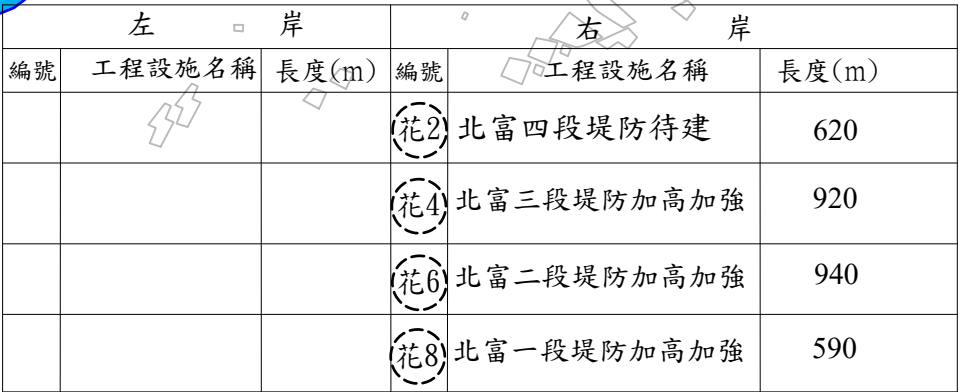 左 岸 右 岸
編號 工程設施名稱 長度(m) 編號 工程設施名稱 長度(m)
花2 北富四段堤防待建 620
花4 北富三段堤防加高加強 920
花6 北富二段堤防加高加強 940
花8 北富一段堤防加高加強 590